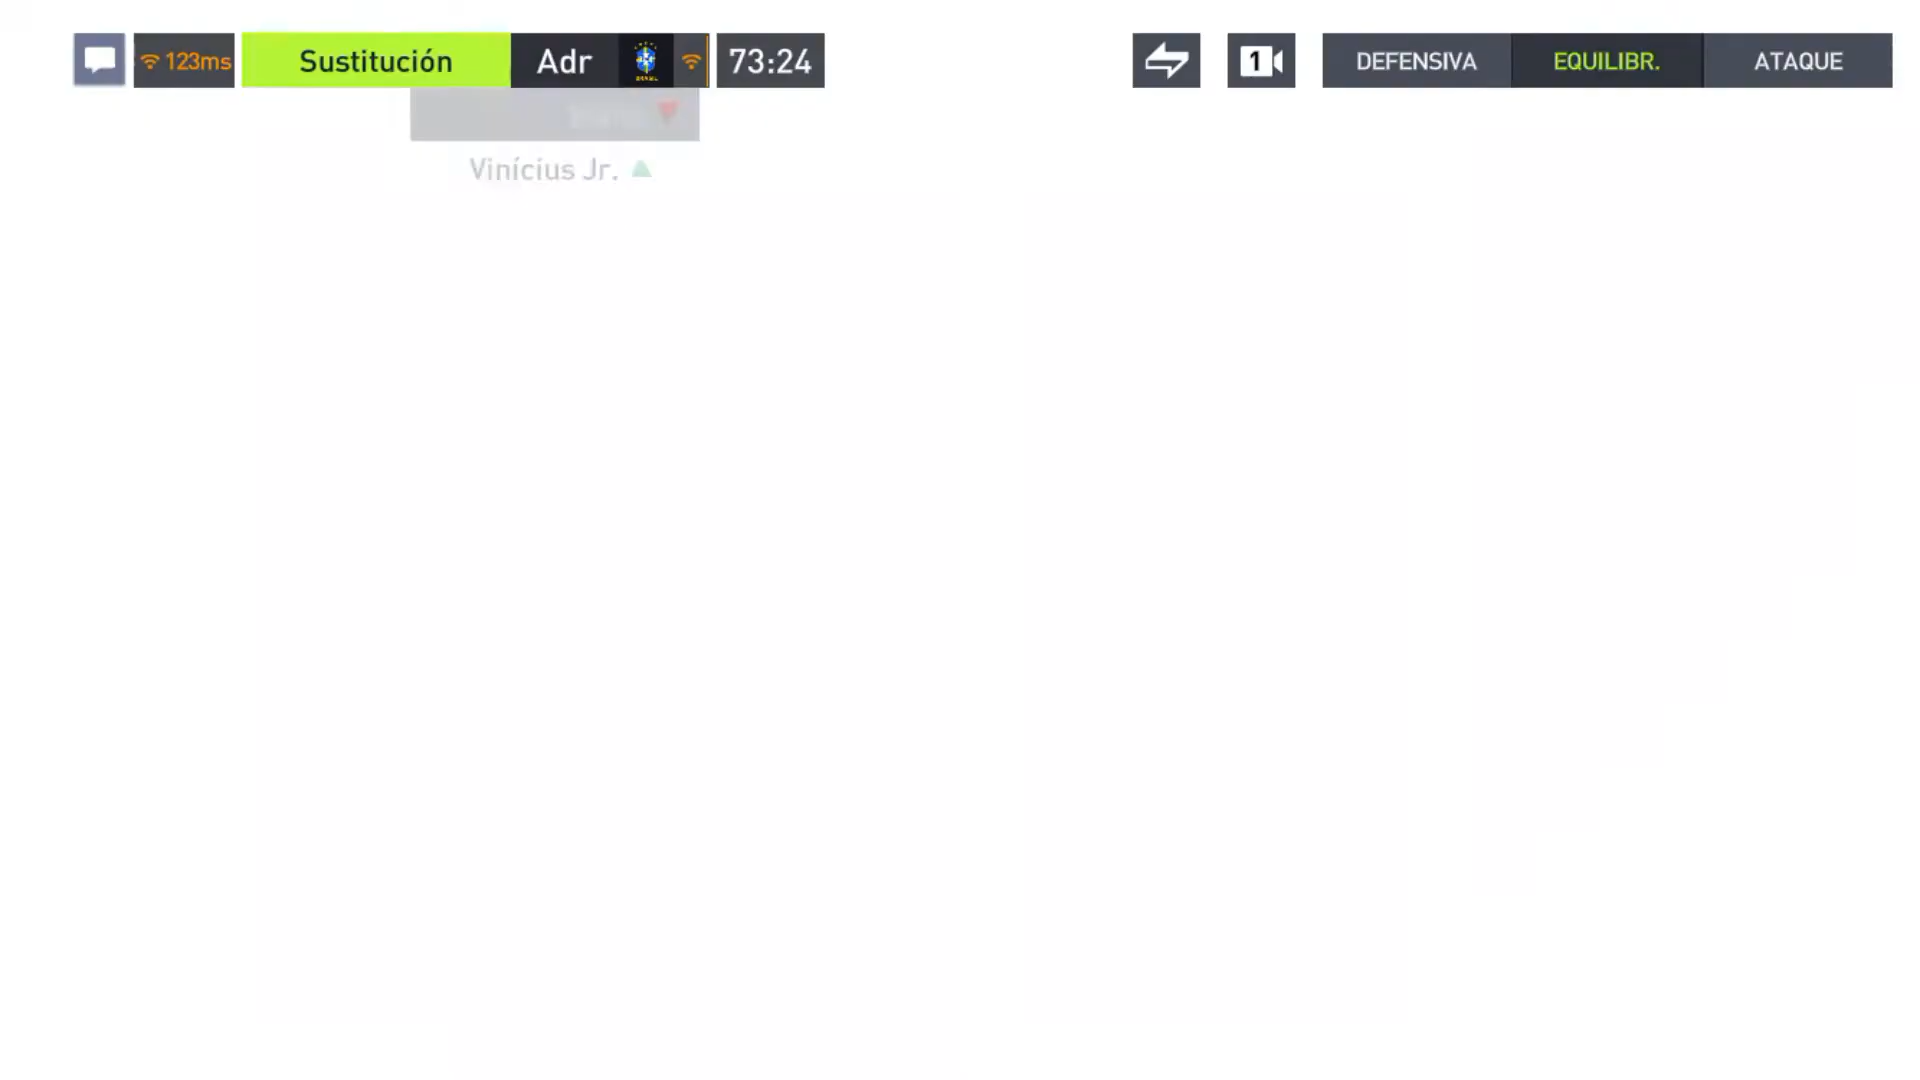 123ms Sustitución Adr 73:24 1 DEFENSIVA EQUILIBR. ATAQUE
Vinícius Jr.